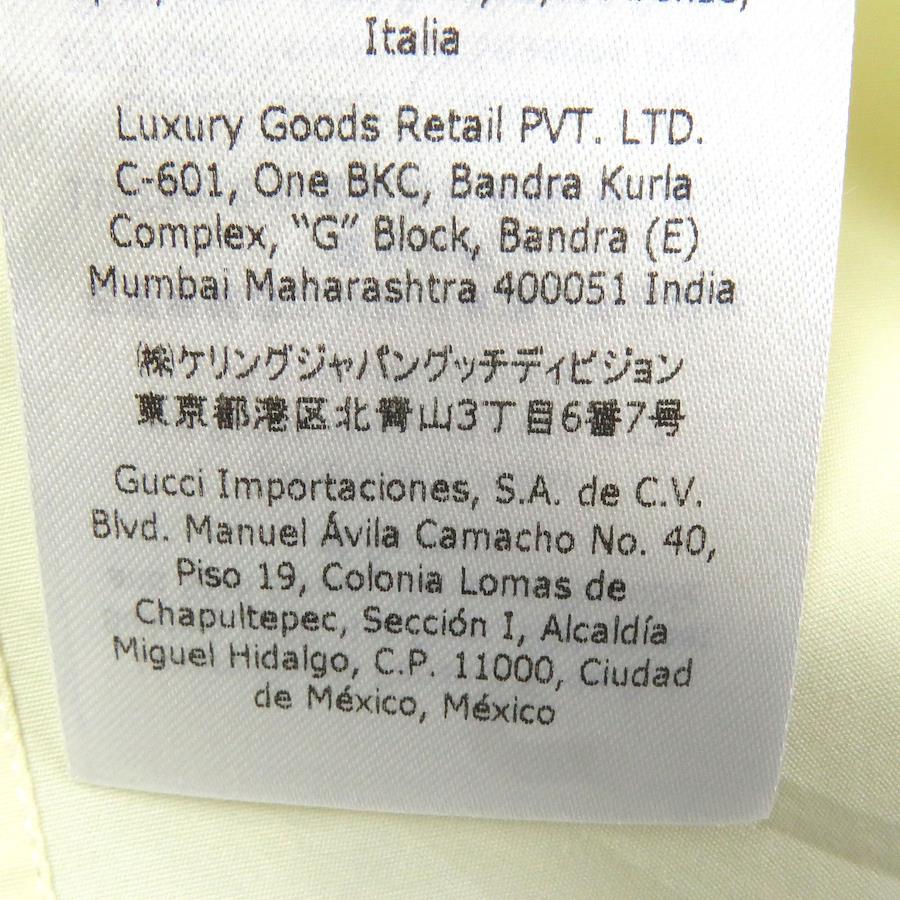 Italia
Luxury Goods Retail PVT. LTD.
C-601, One BKC, Bandra Kurla
Complex, "G" Block, Bandra (E)
Mumbai Maharashtra 400051 India
㈱ケリングジャパングッチディビジョン
東京都港区北青山3丁目6番7号
Gucci Importaciones, S.A. de C.V.
Blvd. Manuel Ávila Camacho No. 40,
Piso 19, Colonia Lomas de
Chapultepec, Sección I, Alcaldía
Miguel Hidalgo, C.P. 11000, Ciudad
de México, México